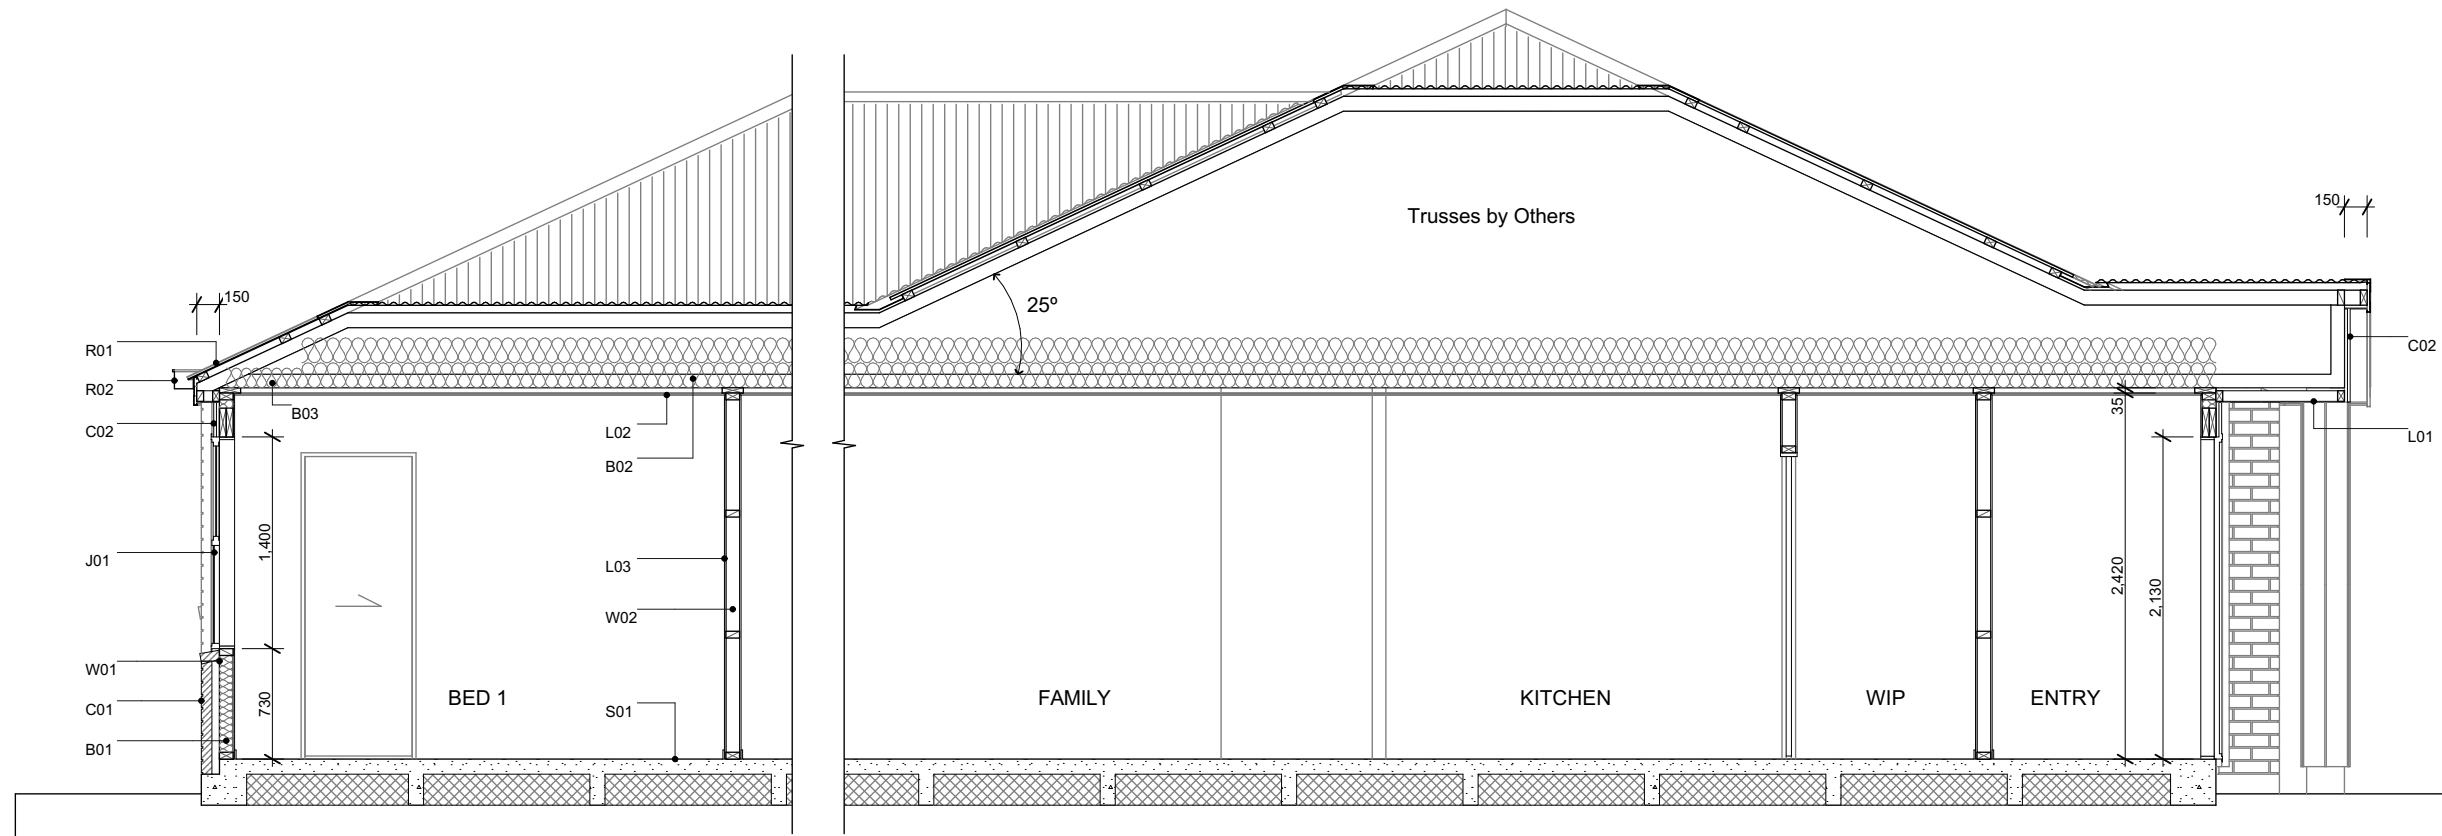 Trusses by Others
150
150
25º
R01
C02
R02
B03
35
C02
L02
L01
B02
1,400
J01
L03
2,420
2,130
W02
W01
BED 1
FAMILY
KITCHEN
WIP
ENTRY
730
C01
S01
B01